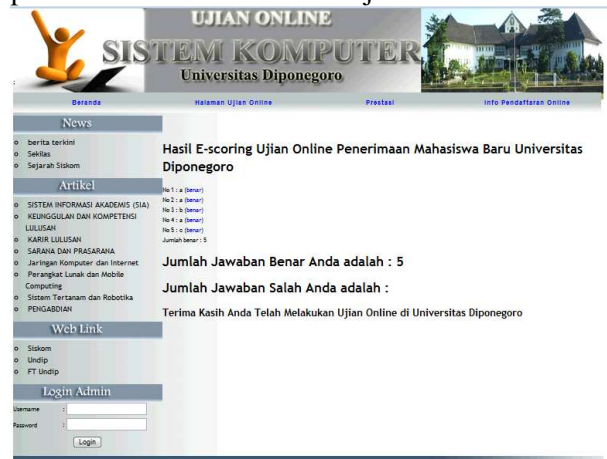 UJIAN ONLINE
SISTEM KOMPUTER
Universitas Diponegoro
Beranda
Halaman Ujian Online
Prestasi
Info Pendaftaran Online
News
berita terkini
Sekilas
Sejarah Siskom
Artikel
SISTEM INFORMASI AKADEMIS (SIA)
KEUNGGULAN DAN KOMPETENSI
LULUSAN
KARIR LULUSAN
SARANA DAN PRASARANA
Jaringan Komputer dan Internet
Perangkat Lunak dan Mobile
Computing
Sistem Tertanam dan Robotika
PENGABDIAN
Web Link
Siskom
Undip
FT Undip
Login Admin
Username :
Password :
Login
Hasil E-scoring Ujian Online Penerimaan Mahasiswa Baru Universitas
Diponegoro
No 1 : a (benar)
No 2 : a (benar)
No 3 : b (benar)
No 4 : a (benar)
No 5 : c (benar)
Jumlah benar : 5
Jumlah Jawaban Benar Anda adalah : 5
Jumlah Jawaban Salah Anda adalah :
Terima Kasih Anda Telah Melakukan Ujian Online di Universitas Diponegoro